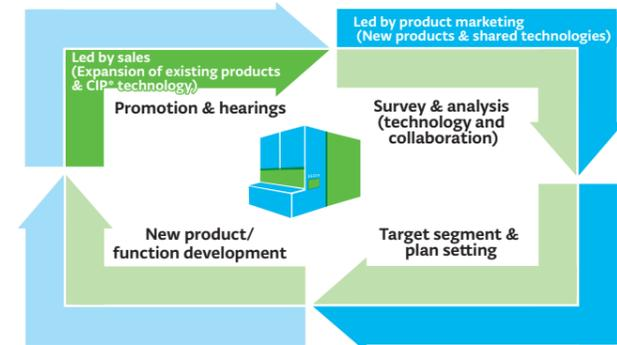 Led by sales
(Expansion of existing products
& CIP* technology)
Promotion & hearings
Led by product marketing
(New products & shared technologies)
Survey & analysis
(technology and
collaboration)
New product/
function development
Target segment &
plan setting